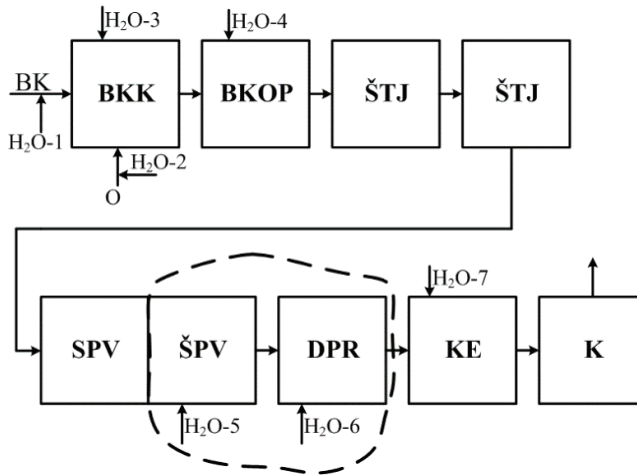 H₂O-3
H₂O-4
BK
BKK
BKOP
ŠTJ
ŠTJ
H₂O-1
H₂O-2
O
H₂O-7
SPV
ŠPV
DPR
KE
K
H₂O-5
H₂O-6